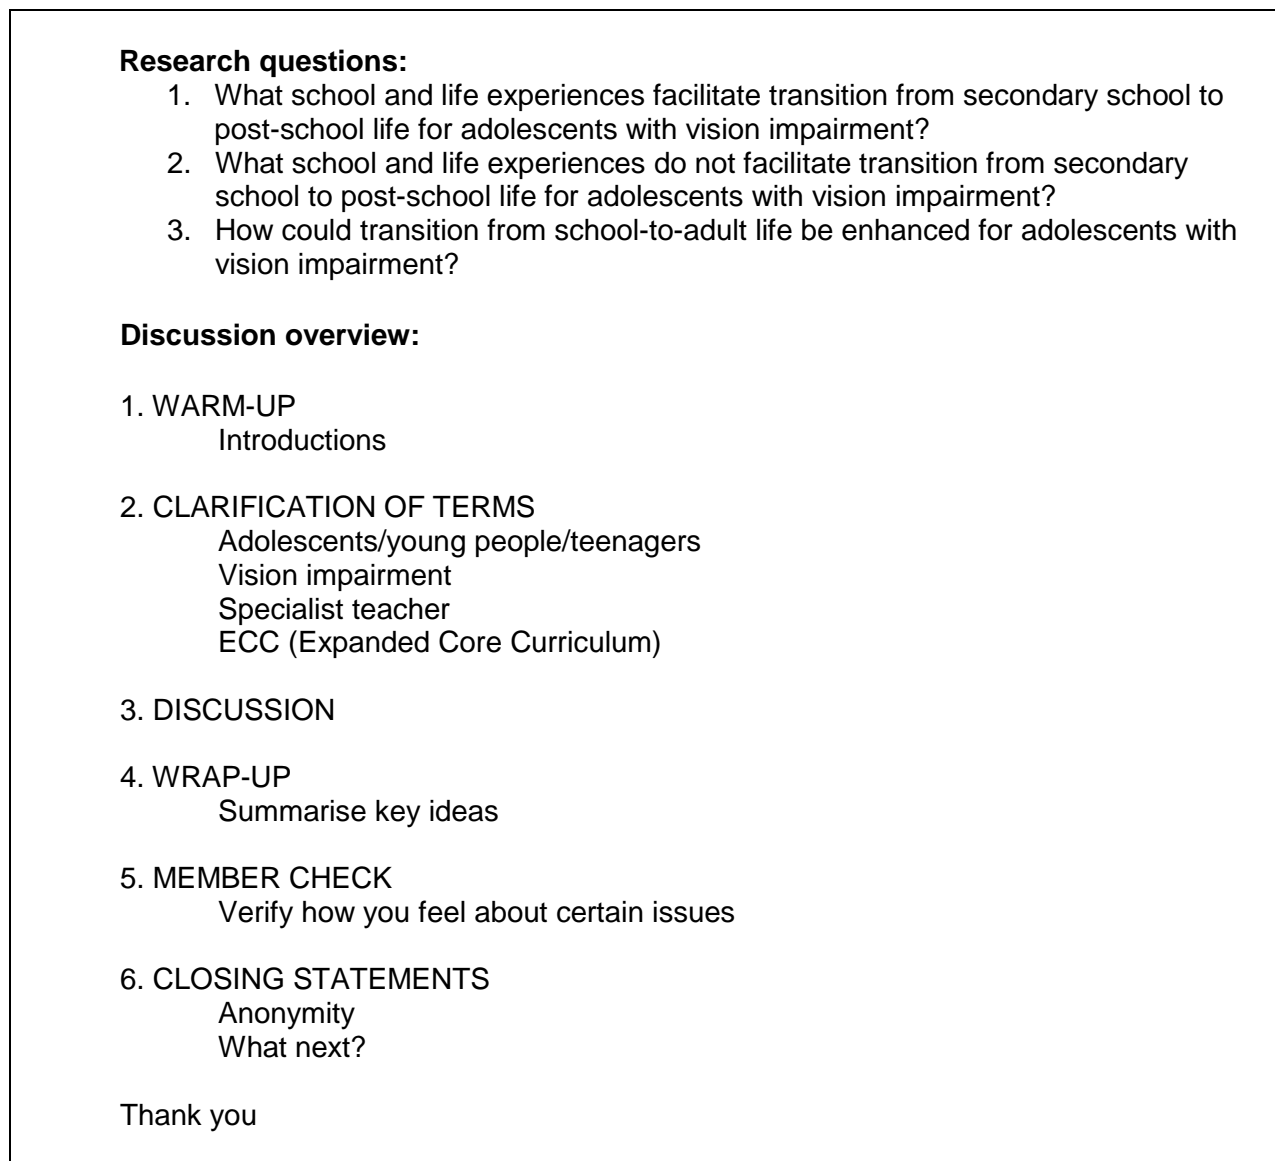 Research questions:
1. What school and life experiences facilitate transition from secondary school to
post-school life for adolescents with vision impairment?
2. What school and life experiences do not facilitate transition from secondary
school to post-school life for adolescents with vision impairment?
3. How could transition from school-to-adult life be enhanced for adolescents with
vision impairment?
Discussion overview:
1. WARM-UP
Introductions
2. CLARIFICATION OF TERMS
Adolescents/young people/teenagers
Vision impairment
Specialist teacher
ECC (Expanded Core Curriculum)
3. DISCUSSION
4. WRAP-UP
Summarise key ideas
5. MEMBER CHECK
Verify how you feel about certain issues
6. CLOSING STATEMENTS
Anonymity
What next?
Thank you